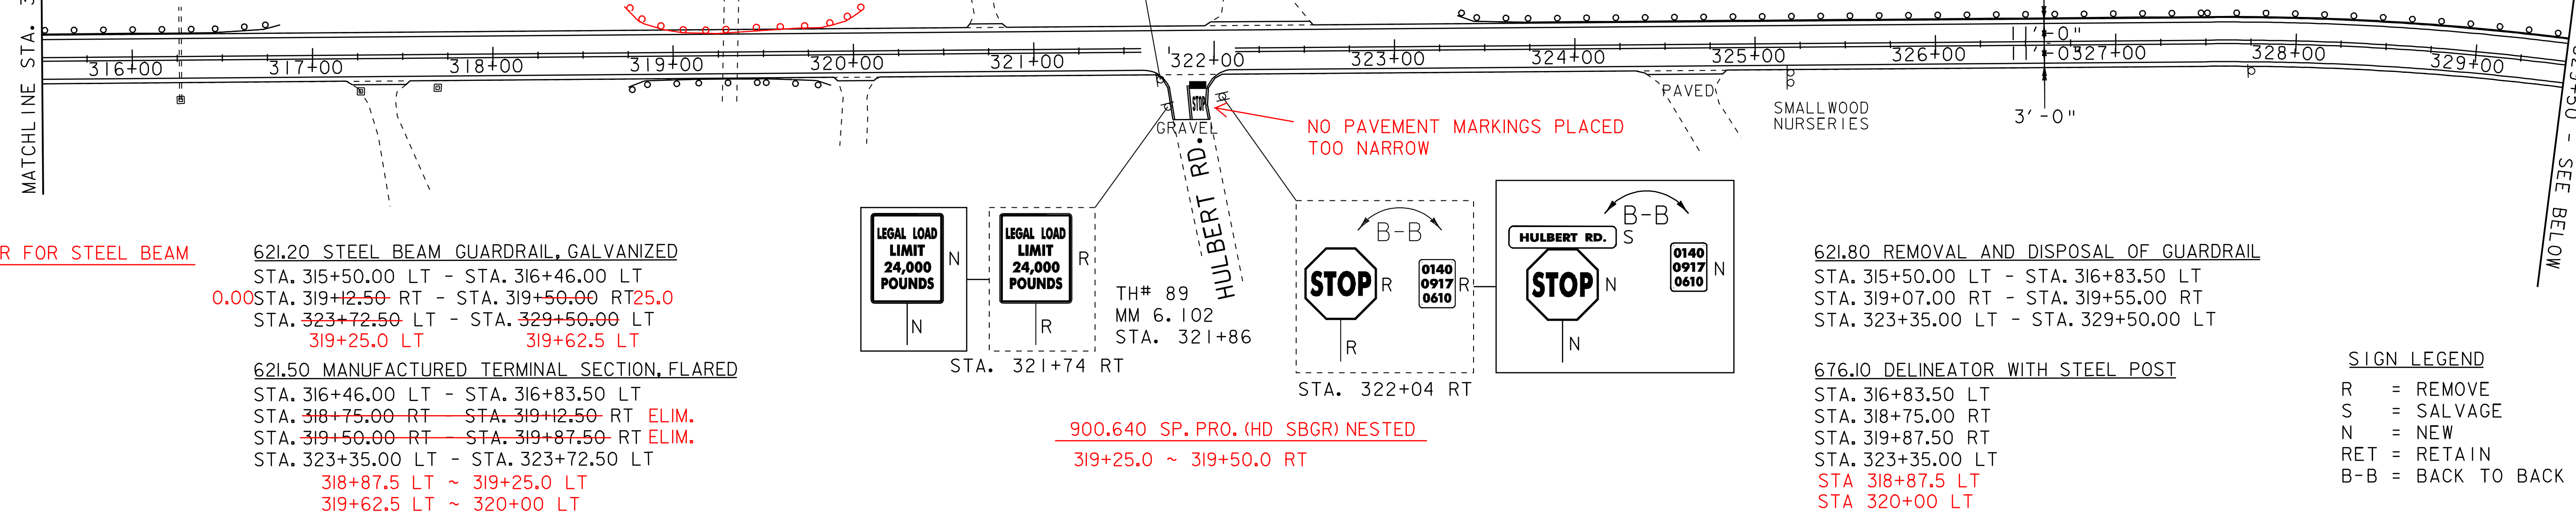 MATCHLINE STA. 3
316+00
317+00
318+00
319+00
320+00
321+00
322+00
323+00
324+00
325+00
326+00
327+00
328+00
329+00
11'-0"
11'-0"
3'-0"
329+50 - SEE BELOW
STOP
GRAVEL
HULBERT RD.
PAVED
SMALLWOOD
NURSERIES
NO PAVEMENT MARKINGS PLACED
TOO NARROW
R FOR STEEL BEAM
621.20 STEEL BEAM GUARDRAIL, GALVANIZED
STA. 315+50.00 LT - STA. 316+46.00 LT
0.00 STA. 319+12.50 RT - STA. 319+50.00 RT 25.0
STA. 323+72.50 LT - STA. 329+50.00 LT
319+25.0 LT 319+62.5 LT
621.50 MANUFACTURED TERMINAL SECTION, FLARED
STA. 316+46.00 LT - STA. 316+83.50 LT
STA. 318+75.00 RT - STA. 319+12.50 RT ELIM.
STA. 319+50.00 RT - STA. 319+87.50 RT ELIM.
STA. 323+35.00 LT - STA. 323+72.50 LT
318+87.5 LT ~ 319+25.0 LT
319+62.5 LT ~ 320+00 LT
LEGAL LOAD
LIMIT
24,000
POUNDS
N
N
LEGAL LOAD
LIMIT
24,000
POUNDS
R
R
STA. 321+74 RT
TH# 89
MM 6.102
STA. 321+86
B-B
STOP
R
0140
0917
0610
R
R
STA. 322+04 RT
B-B
HULBERT RD. S
STOP
N
0140
0917
0610
N
N
900.640 SP. PRO. (HD SBGR) NESTED
319+25.0 ~ 319+50.0 RT
621.80 REMOVAL AND DISPOSAL OF GUARDRAIL
STA. 315+50.00 LT - STA. 316+83.50 LT
STA. 319+07.00 RT - STA. 319+55.00 RT
STA. 323+35.00 LT - STA. 329+50.00 LT
676.10 DELINEATOR WITH STEEL POST
STA. 316+83.50 LT
STA. 318+75.00 RT
STA. 319+87.50 RT
STA. 323+35.00 LT
STA 318+87.5 LT
STA 320+00 LT
SIGN LEGEND
R = REMOVE
S = SALVAGE
N = NEW
RET = RETAIN
B-B = BACK TO BACK